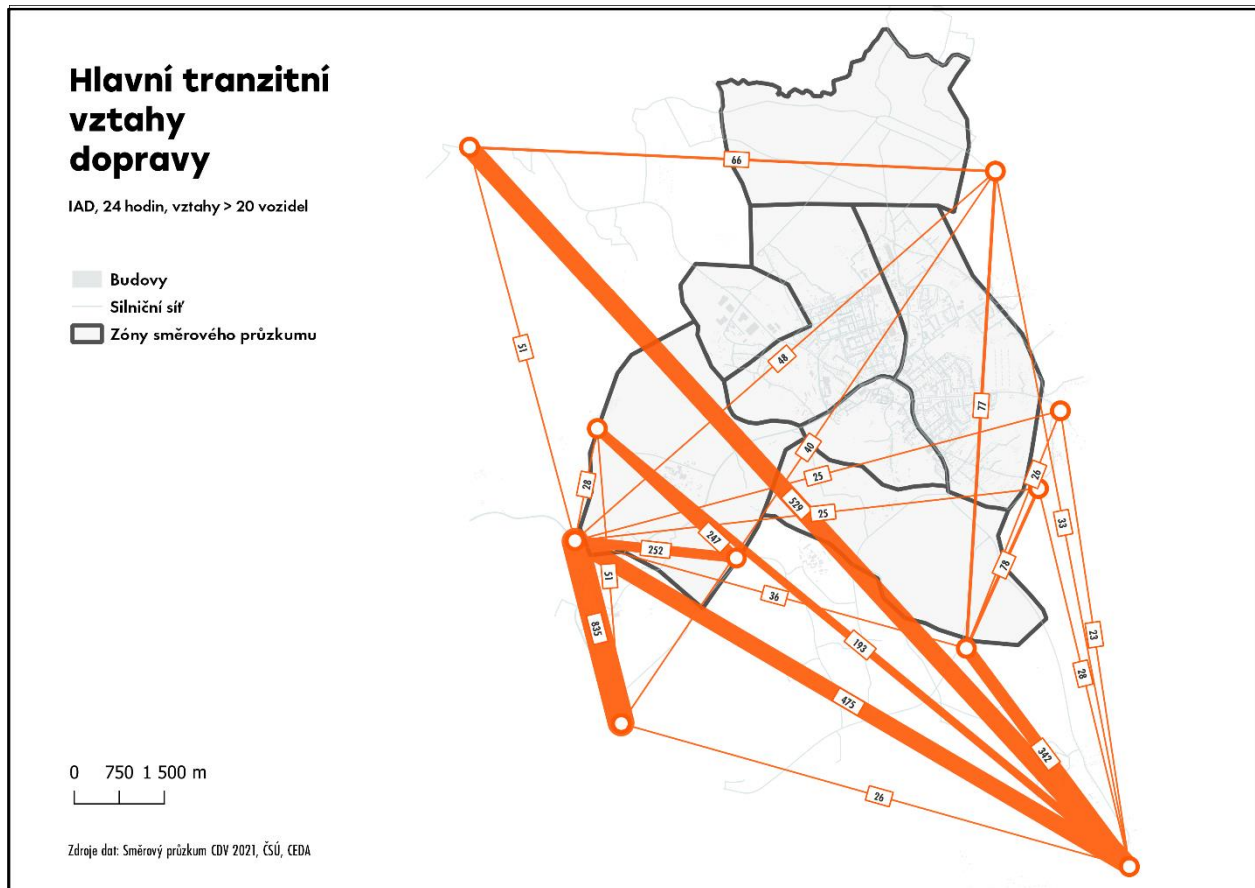 Hlavní tranzitní
vztahy
dopravy
IAD, 24 hodin, vztahy > 20 vozidel
Budovy
Silniční síť
Zóny směrového průzkumu
66
51
48
77
40
25
26
529
28
25
33
247
252
78
51
36
835
193
23
28
475
342
26
0 750 1 500 m
Zdroje dat: Směrový průzkum CDV 2021, ČSÚ, CEDA